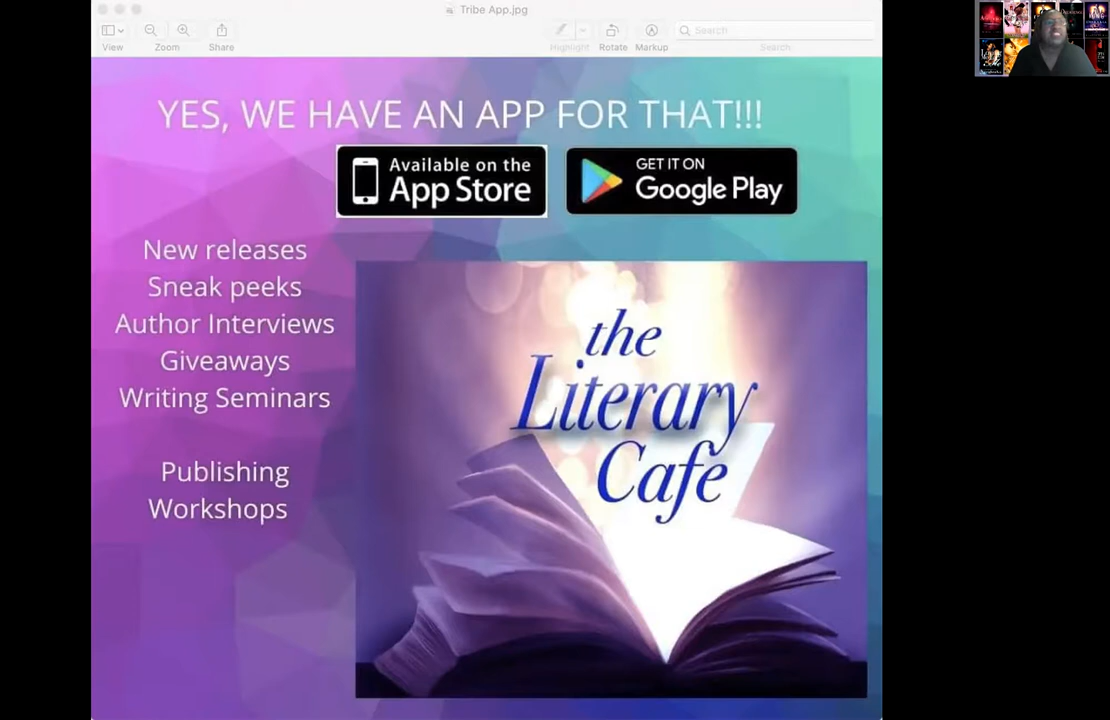 Tribe App.jpg
View
Zoom
Share
Highlight
Rotate
Markup
Search
Search
YES, WE HAVE AN APP FOR THAT!!!
Available on the
App Store
GET IT ON
Google Play
New releases
Sneak peeks
Author Interviews
Giveaways
Writing Seminars
Publishing
Workshops
the
Literary
Cafe